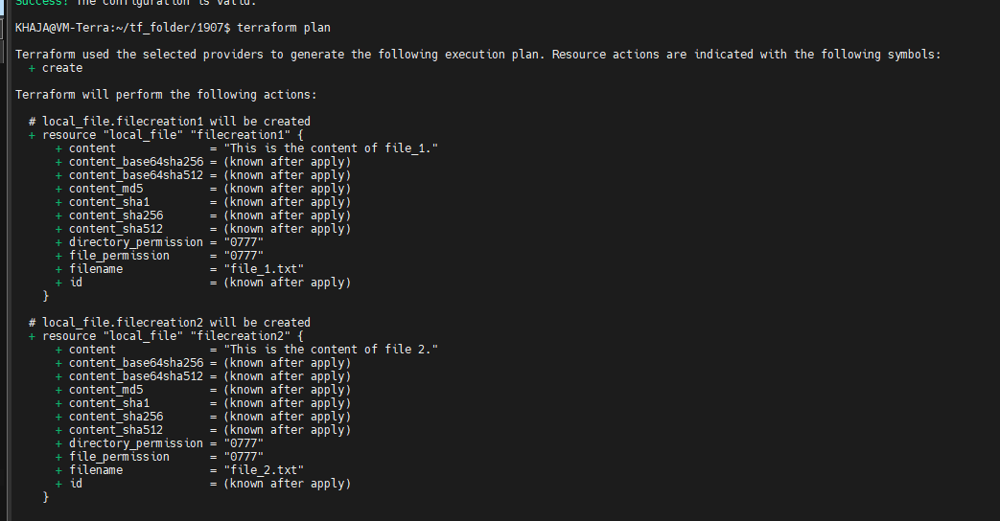 Success! The configuration is valid.
KHAJA@VM-Terra:~/tf_folder/1907$ terraform plan
Terraform used the selected providers to generate the following execution plan. Resource actions are indicated with the following symbols:
  + create
Terraform will perform the following actions:
  # local_file.filecreation1 will be created
  + resource "local_file" "filecreation1" {
      + content              = "This is the content of file_1."
      + content_base64sha256 = (known after apply)
      + content_base64sha512 = (known after apply)
      + content_md5          = (known after apply)
      + content_sha1         = (known after apply)
      + content_sha256       = (known after apply)
      + content_sha512       = (known after apply)
      + directory_permission = "0777"
      + file_permission      = "0777"
      + filename             = "file_1.txt"
      + id                   = (known after apply)
    }
  # local_file.filecreation2 will be created
  + resource "local_file" "filecreation2" {
      + content              = "This is the content of file 2."
      + content_base64sha256 = (known after apply)
      + content_base64sha512 = (known after apply)
      + content_md5          = (known after apply)
      + content_sha1         = (known after apply)
      + content_sha256       = (known after apply)
      + content_sha512       = (known after apply)
      + directory_permission = "0777"
      + file_permission      = "0777"
      + filename             = "file_2.txt"
      + id                   = (known after apply)
    }